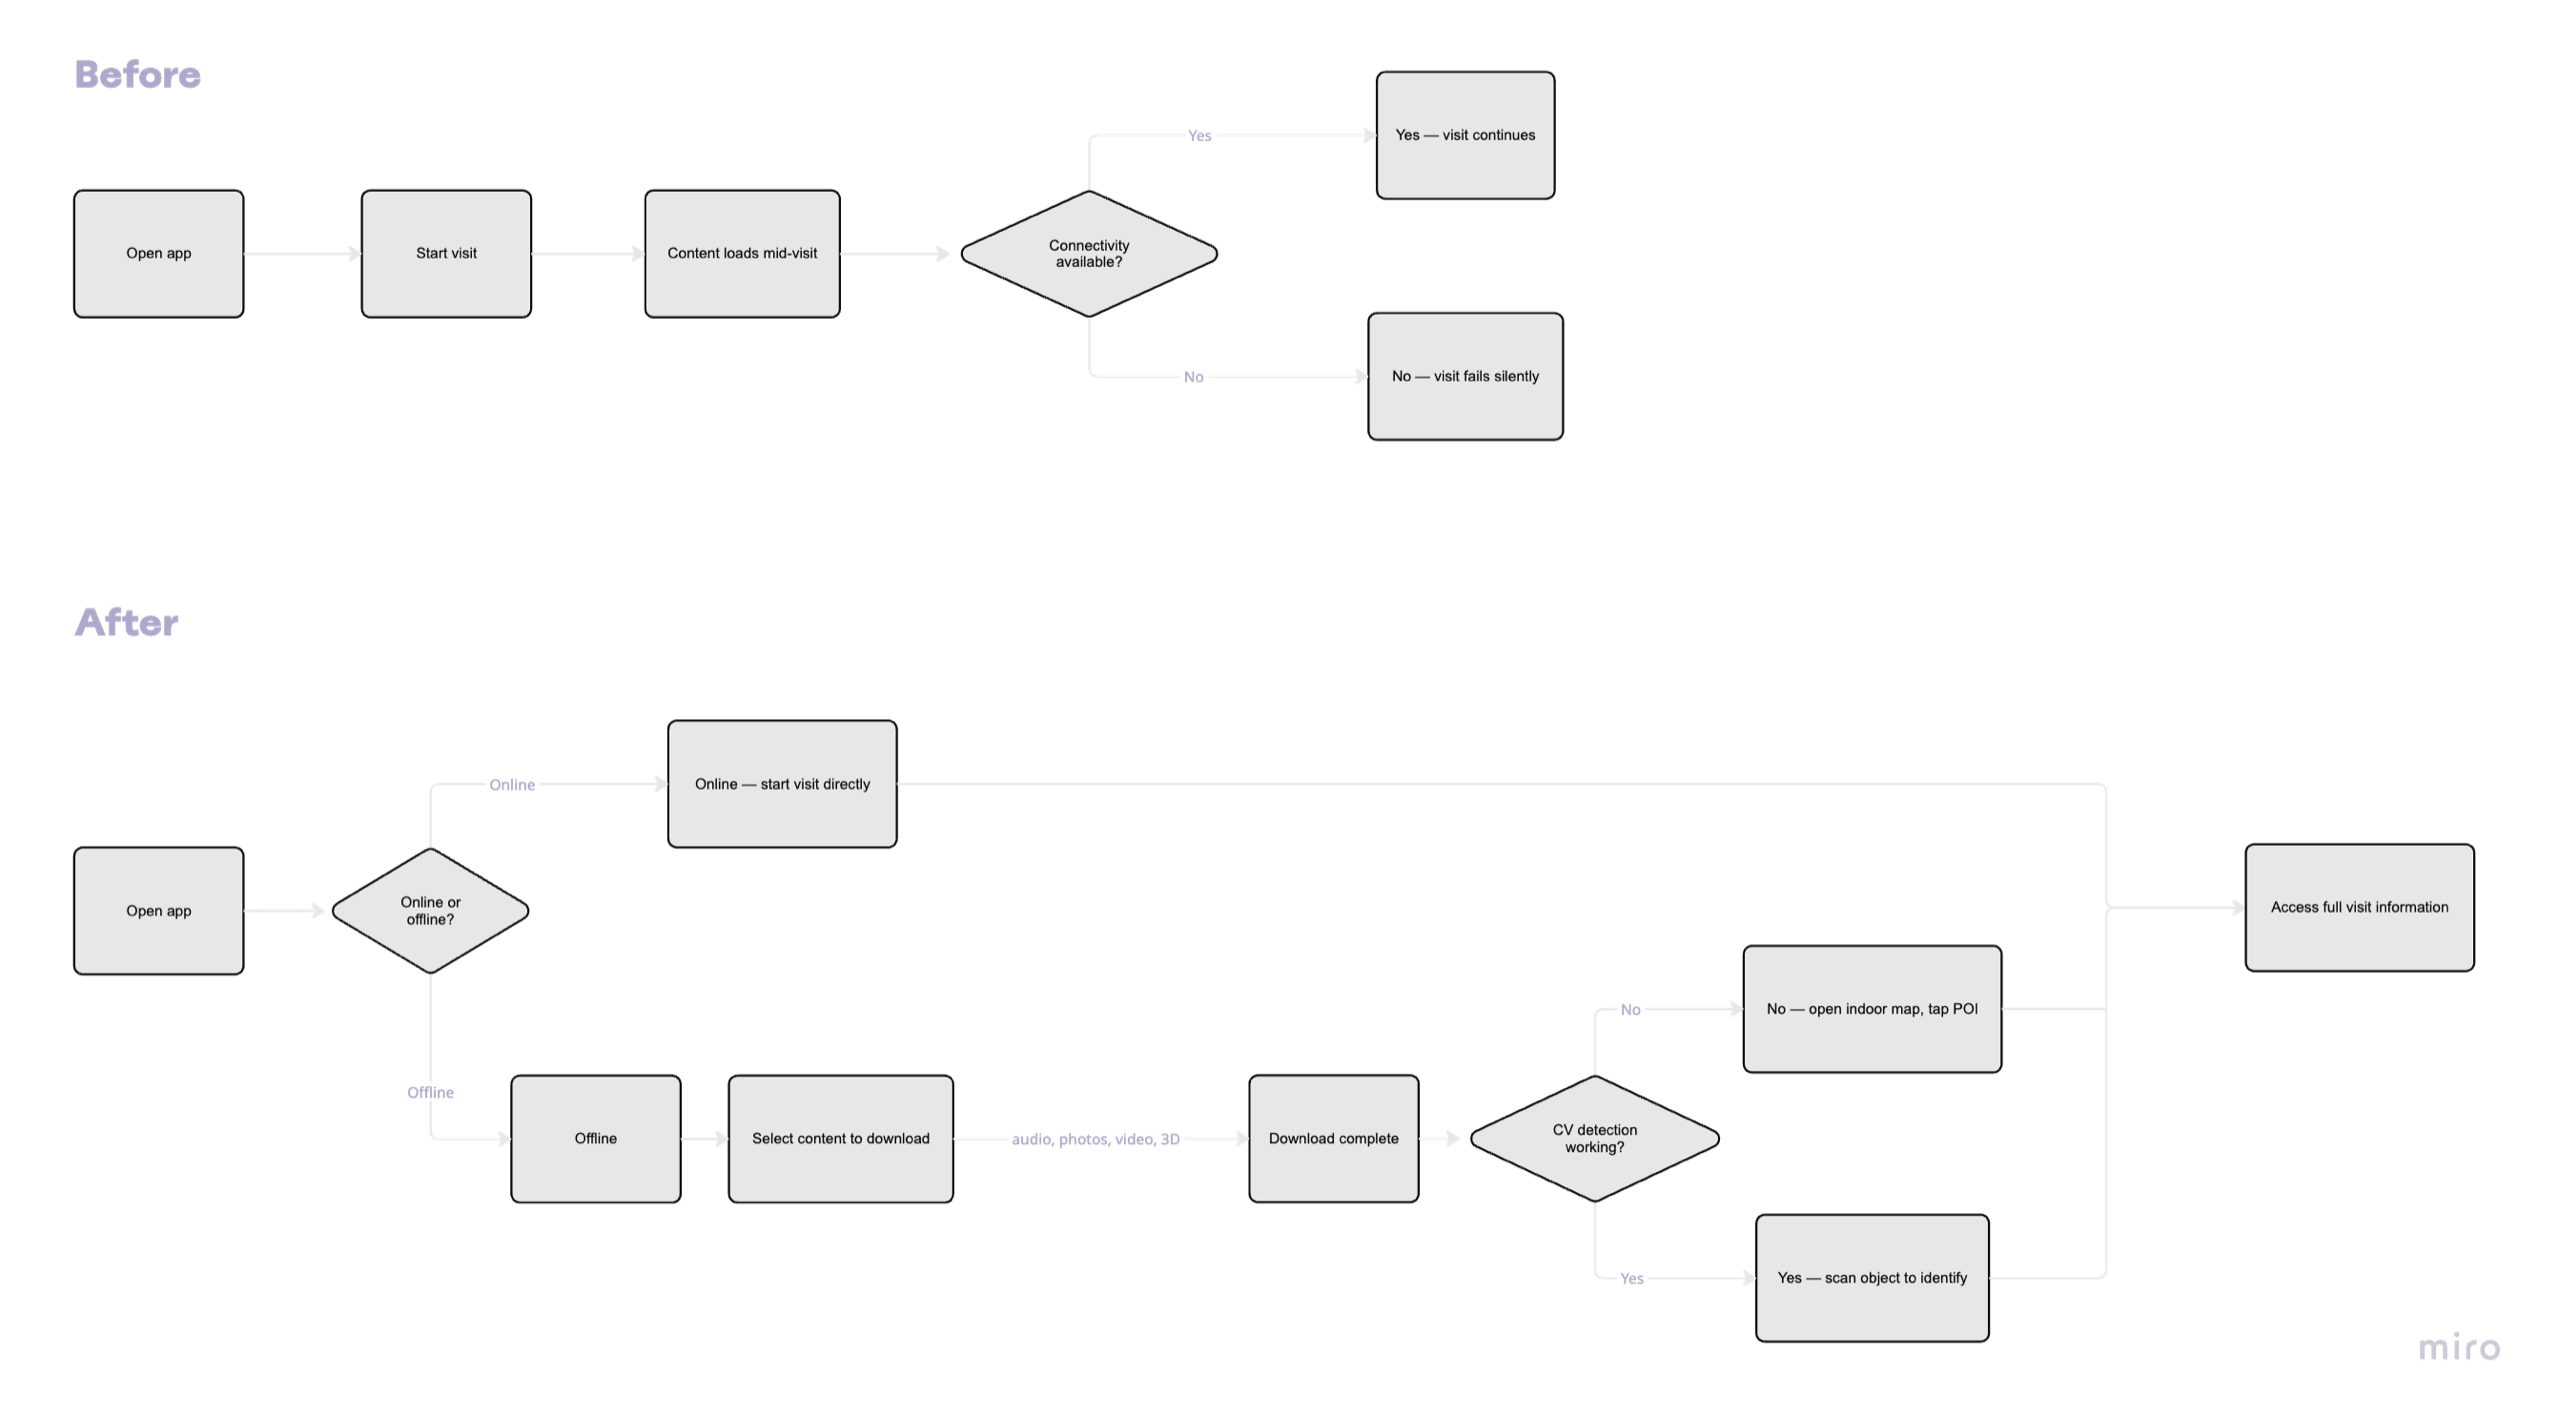 Before
Yes
Yes — visit continues
Open app
Start visit
Content loads mid-visit
Connectivity
available?
No
No — visit fails silently
After
Online
Online — start visit directly
Open app
Online or
offline?
Access full visit information
No
No — open indoor map, tap POI
Offline
Offline
Select content to download
audio, photos, video, 3D
Download complete
CV detection
working?
Yes
Yes — scan object to identify
miro